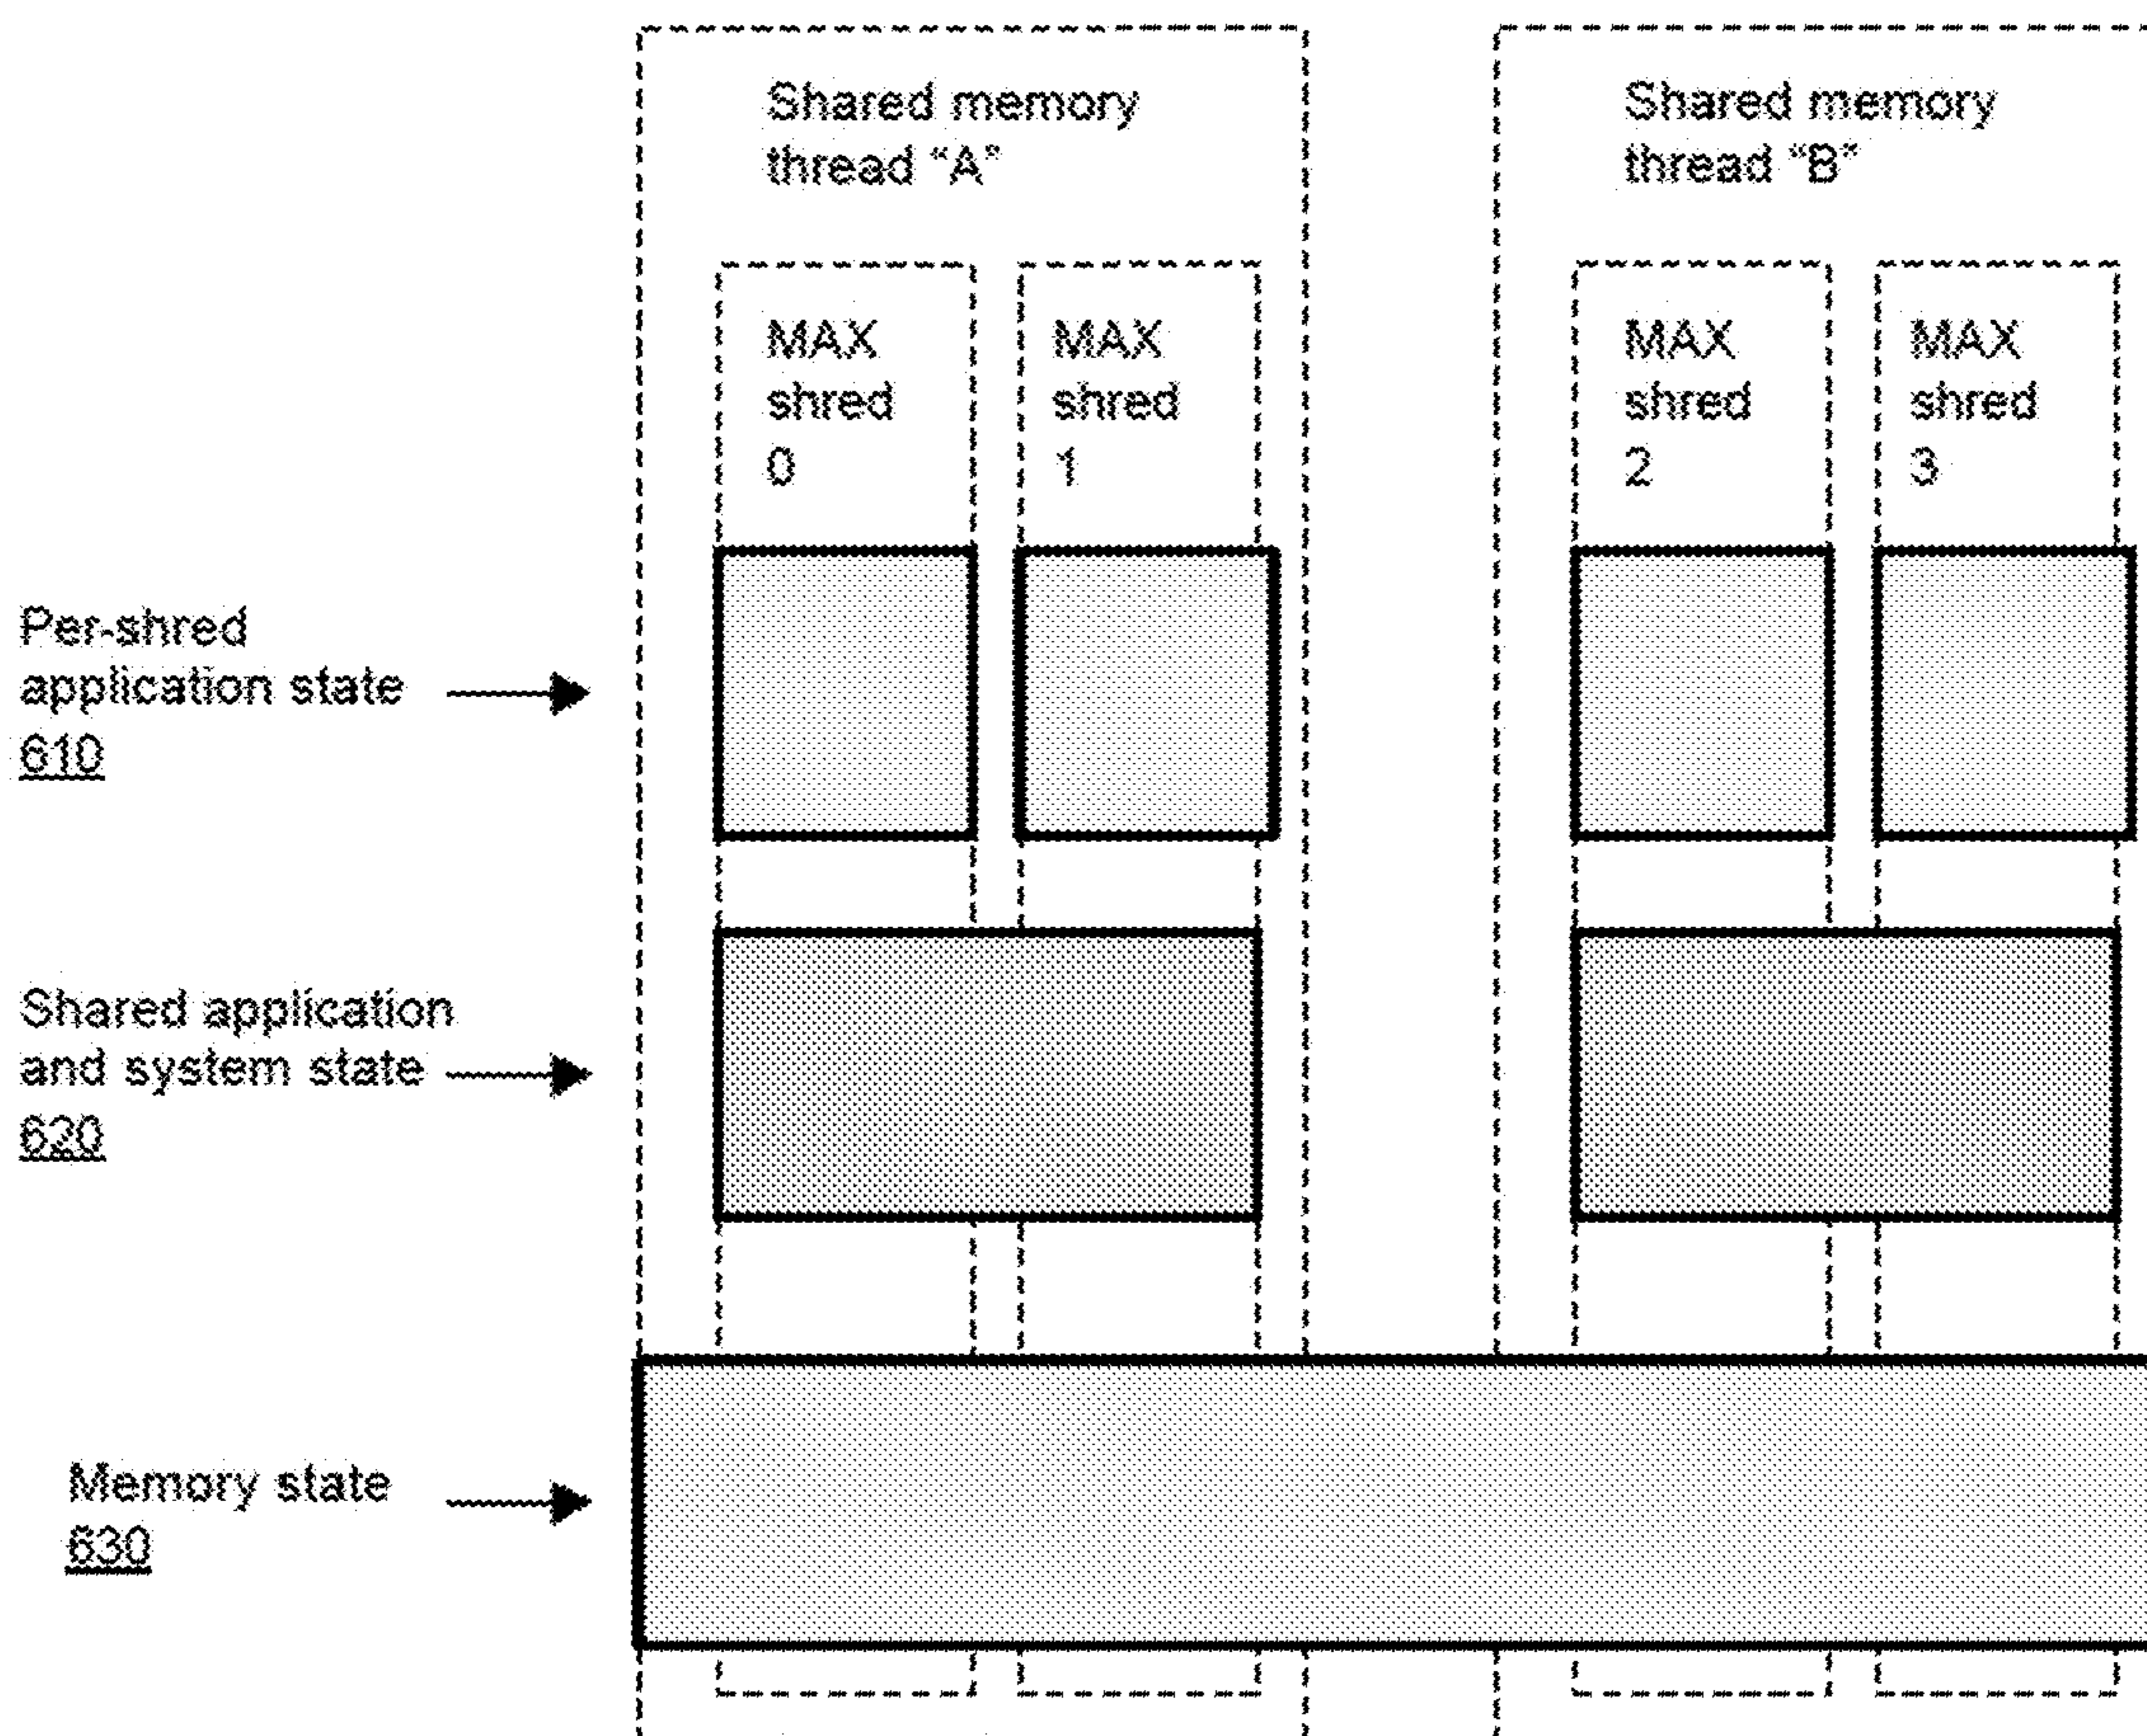 Shared memory
thread “A”
Shared memory
thread “B”
MAX
shred
0
MAX
shred
1
MAX
shred
2
MAX
shred
3
Per-shred
application state
610
Shared application
and system state
620
Memory state
630